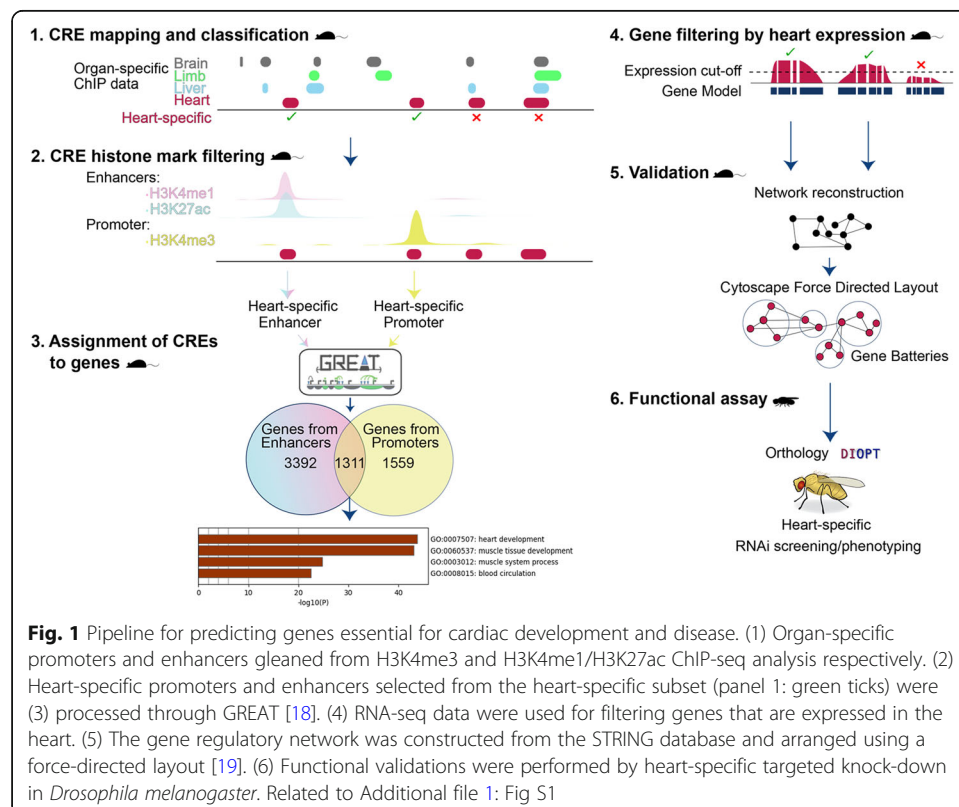 1. CRE mapping and classification
Organ-specific
ChIP data
Brain
Limb
Liver
Heart
Heart-specific
2. CRE histone mark filtering
Enhancers:
H3K4me1
H3K27ac
Promoter:
H3K4me3
Heart-specific
Enhancer
Heart-specific
Promoter
3. Assignment of CREs
to genes
GREAT
Genes from
Enhancers
3392
1311
Genes from
Promoters
1559
GO:0007507: heart development
GO:0060537: muscle tissue development
GO:0003012: muscle system process
GO:0008015: blood circulation
0 10 20 30 40
-log10(P)
4. Gene filtering by heart expression
Expression cut-off
Gene Model
5. Validation
Network reconstruction
Cytoscape Force Directed Layout
Gene Batteries
6. Functional assay
Orthology DIOPT
Heart-specific
RNAi screening/phenotyping
Fig. 1 Pipeline for predicting genes essential for cardiac development and disease. (1) Organ-specific
promoters and enhancers gleaned from H3K4me3 and H3K4me1/H3K27ac ChIP-seq analysis respectively. (2)
Heart-specific promoters and enhancers selected from the heart-specific subset (panel 1: green ticks) were
(3) processed through GREAT [18]. (4) RNA-seq data were used for filtering genes that are expressed in the
heart. (5) The gene regulatory network was constructed from the STRING database and arranged using a
force-directed layout [19]. (6) Functional validations were performed by heart-specific targeted knock-down
in Drosophila melanogaster. Related to Additional file 1: Fig S1